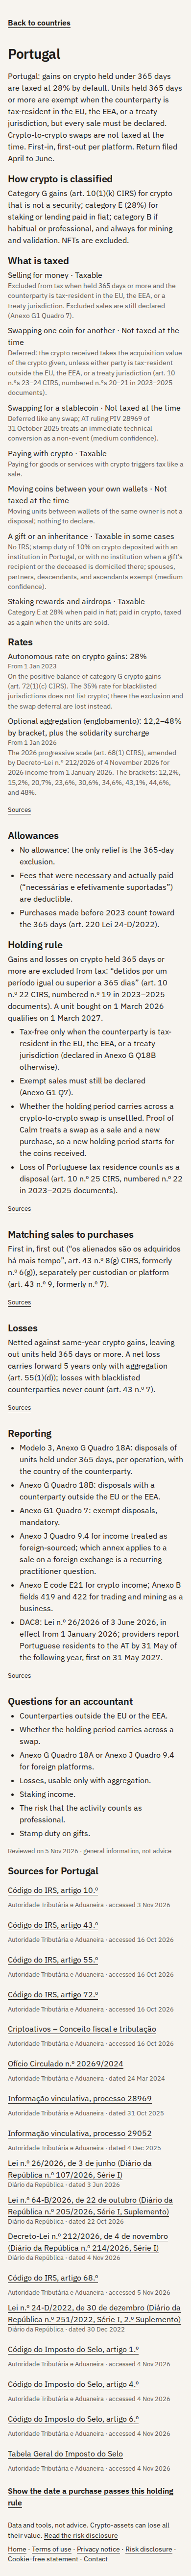 Back to countries
Portugal
Portugal: gains on crypto held under 365 days
are taxed at 28% by default. Units held 365 days
or more are exempt when the counterparty is
tax-resident in the EU, the EEA, or a treaty
jurisdiction, but every sale must be declared.
Crypto-to-crypto swaps are not taxed at the
time. First-in, first-out per platform. Return filed
April to June.
How crypto is classified
Category G gains (art. 10(1)(k) CIRS) for crypto
that is not a security; category E (28%) for
staking or lending paid in fiat; category B if
habitual or professional, and always for mining
and validation. NFTs are excluded.
What is taxed
Selling for money · Taxable
Excluded from tax when held 365 days or more and the
counterparty is tax-resident in the EU, the EEA, or a
treaty jurisdiction. Excluded sales are still declared
(Anexo G1 Quadro 7).
Swapping one coin for another · Not taxed at the
time
Deferred: the crypto received takes the acquisition value
of the crypto given, unless either party is tax-resident
outside the EU, the EEA, or a treaty jurisdiction (art. 10
n.ºs 23–24 CIRS, numbered n.ºs 20–21 in 2023–2025
documents).
Swapping for a stablecoin · Not taxed at the time
Deferred like any swap; AT ruling PIV 28969 of
31 October 2025 treats an immediate technical
conversion as a non-event (medium confidence).
Paying with crypto · Taxable
Paying for goods or services with crypto triggers tax like a
sale.
Moving coins between your own wallets · Not
taxed at the time
Moving units between wallets of the same owner is not a
disposal; nothing to declare.
A gift or an inheritance · Taxable in some cases
No IRS; stamp duty of 10% on crypto deposited with an
institution in Portugal, or with no institution when a gift's
recipient or the deceased is domiciled there; spouses,
partners, descendants, and ascendants exempt (medium
confidence).
Staking rewards and airdrops · Taxable
Category E at 28% when paid in fiat; paid in crypto, taxed
as a gain when the units are sold.
Rates
Autonomous rate on crypto gains: 28%
From 1 Jan 2023
On the positive balance of category G crypto gains
(art. 72(1)(c) CIRS). The 35% rate for blacklisted
jurisdictions does not list crypto; there the exclusion and
the swap deferral are lost instead.
Optional aggregation (englobamento): 12,2–48%
by bracket, plus the solidarity surcharge
From 1 Jan 2026
The 2026 progressive scale (art. 68(1) CIRS), amended
by Decreto-Lei n.º 212/2026 of 4 November 2026 for
2026 income from 1 January 2026. The brackets: 12,2%,
15,2%, 20,7%, 23,6%, 30,6%, 34,6%, 43,1%, 44,6%,
and 48%.
Sources
Allowances
• No allowance: the only relief is the 365-day
exclusion.
• Fees that were necessary and actually paid
(“necessárias e efetivamente suportadas”)
are deductible.
• Purchases made before 2023 count toward
the 365 days (art. 220 Lei 24-D/2022).
Holding rule
Gains and losses on crypto held 365 days or
more are excluded from tax: “detidos por um
período igual ou superior a 365 dias” (art. 10
n.º 22 CIRS, numbered n.º 19 in 2023–2025
documents). A unit bought on 1 March 2026
qualifies on 1 March 2027.
• Tax-free only when the counterparty is tax-
resident in the EU, the EEA, or a treaty
jurisdiction (declared in Anexo G Q18B
otherwise).
• Exempt sales must still be declared
(Anexo G1 Q7).
• Whether the holding period carries across a
crypto-to-crypto swap is unsettled. Proof of
Calm treats a swap as a sale and a new
purchase, so a new holding period starts for
the coins received.
• Loss of Portuguese tax residence counts as a
disposal (art. 10 n.º 25 CIRS, numbered n.º 22
in 2023–2025 documents).
Sources
Matching sales to purchases
First in, first out (“os alienados são os adquiridos
há mais tempo”, art. 43 n.º 8(g) CIRS, formerly
n.º 6(g)), separately per custodian or platform
(art. 43 n.º 9, formerly n.º 7).
Sources
Losses
Netted against same-year crypto gains, leaving
out units held 365 days or more. A net loss
carries forward 5 years only with aggregation
(art. 55(1)(d)); losses with blacklisted
counterparties never count (art. 43 n.º 7).
Sources
Reporting
• Modelo 3, Anexo G Quadro 18A: disposals of
units held under 365 days, per operation, with
the country of the counterparty.
• Anexo G Quadro 18B: disposals with a
counterparty outside the EU or the EEA.
• Anexo G1 Quadro 7: exempt disposals,
mandatory.
• Anexo J Quadro 9.4 for income treated as
foreign-sourced; which annex applies to a
sale on a foreign exchange is a recurring
practitioner question.
• Anexo E code E21 for crypto income; Anexo B
fields 419 and 422 for trading and mining as a
business.
• DAC8: Lei n.º 26/2026 of 3 June 2026, in
effect from 1 January 2026; providers report
Portuguese residents to the AT by 31 May of
the following year, first on 31 May 2027.
Sources
Questions for an accountant
• Counterparties outside the EU or the EEA.
• Whether the holding period carries across a
swap.
• Anexo G Quadro 18A or Anexo J Quadro 9.4
for foreign platforms.
• Losses, usable only with aggregation.
• Staking income.
• The risk that the activity counts as
professional.
• Stamp duty on gifts.
Reviewed on 5 Nov 2026 · general information, not advice
Sources for Portugal
Código do IRS, artigo 10.º
Autoridade Tributária e Aduaneira · accessed 3 Nov 2026
Código do IRS, artigo 43.º
Autoridade Tributária e Aduaneira · accessed 16 Oct 2026
Código do IRS, artigo 55.º
Autoridade Tributária e Aduaneira · accessed 16 Oct 2026
Código do IRS, artigo 72.º
Autoridade Tributária e Aduaneira · accessed 16 Oct 2026
Criptoativos – Conceito fiscal e tributação
Autoridade Tributária e Aduaneira · accessed 16 Oct 2026
Ofício Circulado n.º 20269/2024
Autoridade Tributária e Aduaneira · dated 24 Mar 2024
Informação vinculativa, processo 28969
Autoridade Tributária e Aduaneira · dated 31 Oct 2025
Informação vinculativa, processo 29052
Autoridade Tributária e Aduaneira · dated 4 Dec 2025
Lei n.º 26/2026, de 3 de junho (Diário da
República n.º 107/2026, Série I)
Diário da República · dated 3 Jun 2026
Lei n.º 64-B/2026, de 22 de outubro (Diário da
República n.º 205/2026, Série I, Suplemento)
Diário da República · dated 22 Oct 2026
Decreto-Lei n.º 212/2026, de 4 de novembro
(Diário da República n.º 214/2026, Série I)
Diário da República · dated 4 Nov 2026
Código do IRS, artigo 68.º
Autoridade Tributária e Aduaneira · accessed 5 Nov 2026
Lei n.º 24-D/2022, de 30 de dezembro (Diário da
República n.º 251/2022, Série I, 2.º Suplemento)
Diário da República · dated 30 Dec 2022
Código do Imposto do Selo, artigo 1.º
Autoridade Tributária e Aduaneira · accessed 4 Nov 2026
Código do Imposto do Selo, artigo 4.º
Autoridade Tributária e Aduaneira · accessed 4 Nov 2026
Código do Imposto do Selo, artigo 6.º
Autoridade Tributária e Aduaneira · accessed 4 Nov 2026
Tabela Geral do Imposto do Selo
Autoridade Tributária e Aduaneira · accessed 4 Nov 2026
Show the date a purchase passes this holding
rule
Data and tools, not advice. Crypto-assets can lose all
their value. Read the risk disclosure
Home · Terms of use · Privacy notice · Risk disclosure ·
Cookie-free statement · Contact